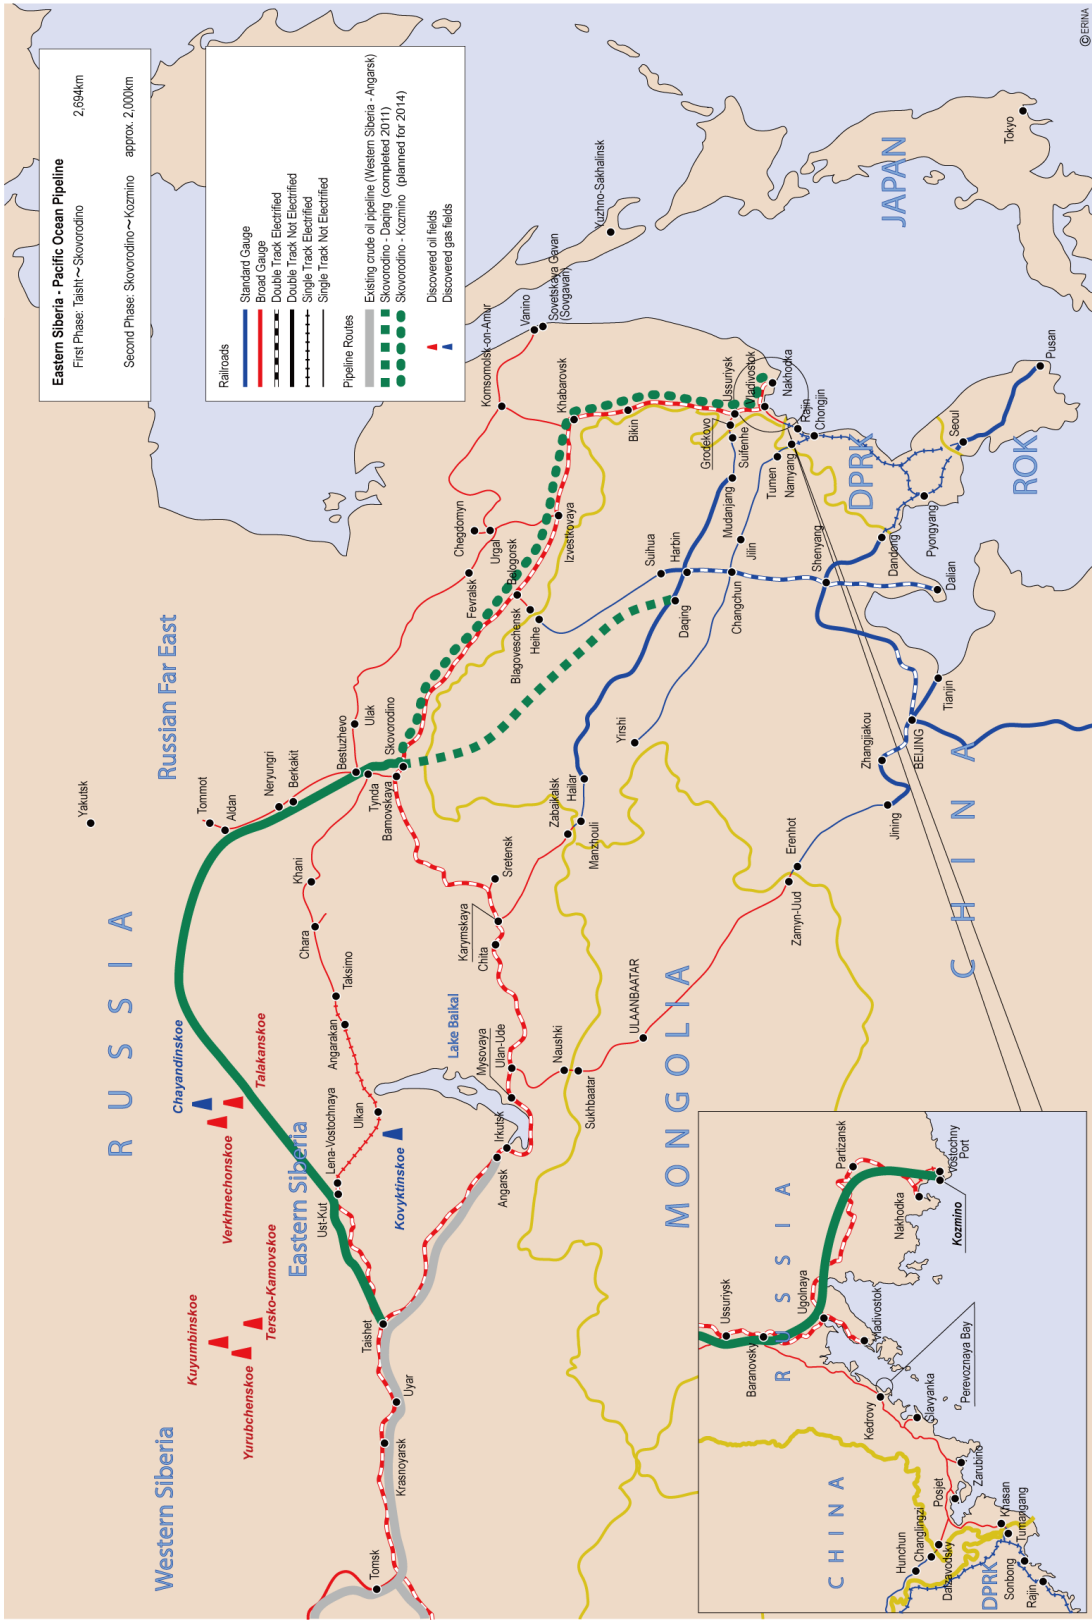 Eastern Siberia - Pacific Ocean Pipeline
First Phase: Taisht～Skovorodino 2,694km
Second Phase: Skovorodino～Kozmino approx. 2,000km
Railroads
Standard Gauge
Broad Gauge
Double Track Electrified
Double Track Not Electrified
Single Track Electrified
Single Track Not Electrified
Pipeline Routes
Existing crude oil pipeline (Western Siberia - Angarsk)
Skovorodino - Daqing (completed 2011)
Skovorodino - Kozmino (planned for 2014)
Discovered oil fields
Discovered gas fields
Western Siberia
RUSSIA
Russian Far East
Eastern Siberia
Kuyumbinskoe
Yurubchenskoe
Tersko-Kamovskoe
Verkhnechonskoe
Chayandinskoe
Talakanskoe
Kovyktinskoe
Lake Baikal
Yakutsk
Tommot
Aldan
Neryungri
Berkakit
Bestuzhevo
Ulak
Tynda
Bamovskaya
Skovorodino
Khani
Chara
Taksimo
Angarakan
Ulkan
Lena-Vostochnaya
Ust-Kut
Taishet
Uyar
Krasnoyarsk
Tomsk
Angarsk
Irkutsk
Mysovaya
Ulan-Ude
Naushki
Sukhbaatar
ULAANBAATAR
Chita
Karymskaya
Sretensk
Zabaikalsk
Manzhouli
Hailar
Yirshi
Zamyn-Uud
Erenhot
Jining
Zhangjiakou
BEIJING
Tianjin
Fevralsk
Chegdomyn
Urgal
Komsomolsk-on-Amur
Vanino
Sovetskaya Gavan
(Sovgavan)
Yuzhno-Sakhalinsk
Belogorsk
Blagoveschensk
Heihe
Izvestkovaya
Khabarovsk
Bikin
Suihua
Harbin
Daqing
Changchun
Jilin
Mudanjang
Suifenhe
Grodekovo
Ussuriysk
Vladivostok
Nakhodka
Tumen
Namyang
Rajin
Chongjin
Shenyang
Dandong
Dalian
Pyongyang
Seoul
Pusan
Tokyo
MONGOLIA
CHINA
DPRK
ROK
JAPAN
RUSSIA
CHINA
DPRK
Ussuriysk
Baranovsky
Ugolnaya
Vladivostok
Partizansk
Nakhodka
Vostochny
Port
Kozmino
Perevoznaya Bay
Kedrovy
Slavyanka
Zarubino
Posjet
Hunchun
Changlingzi
Dalzavodsky
Khasan
Tumangang
Sonbong
Rajin
©ERINA